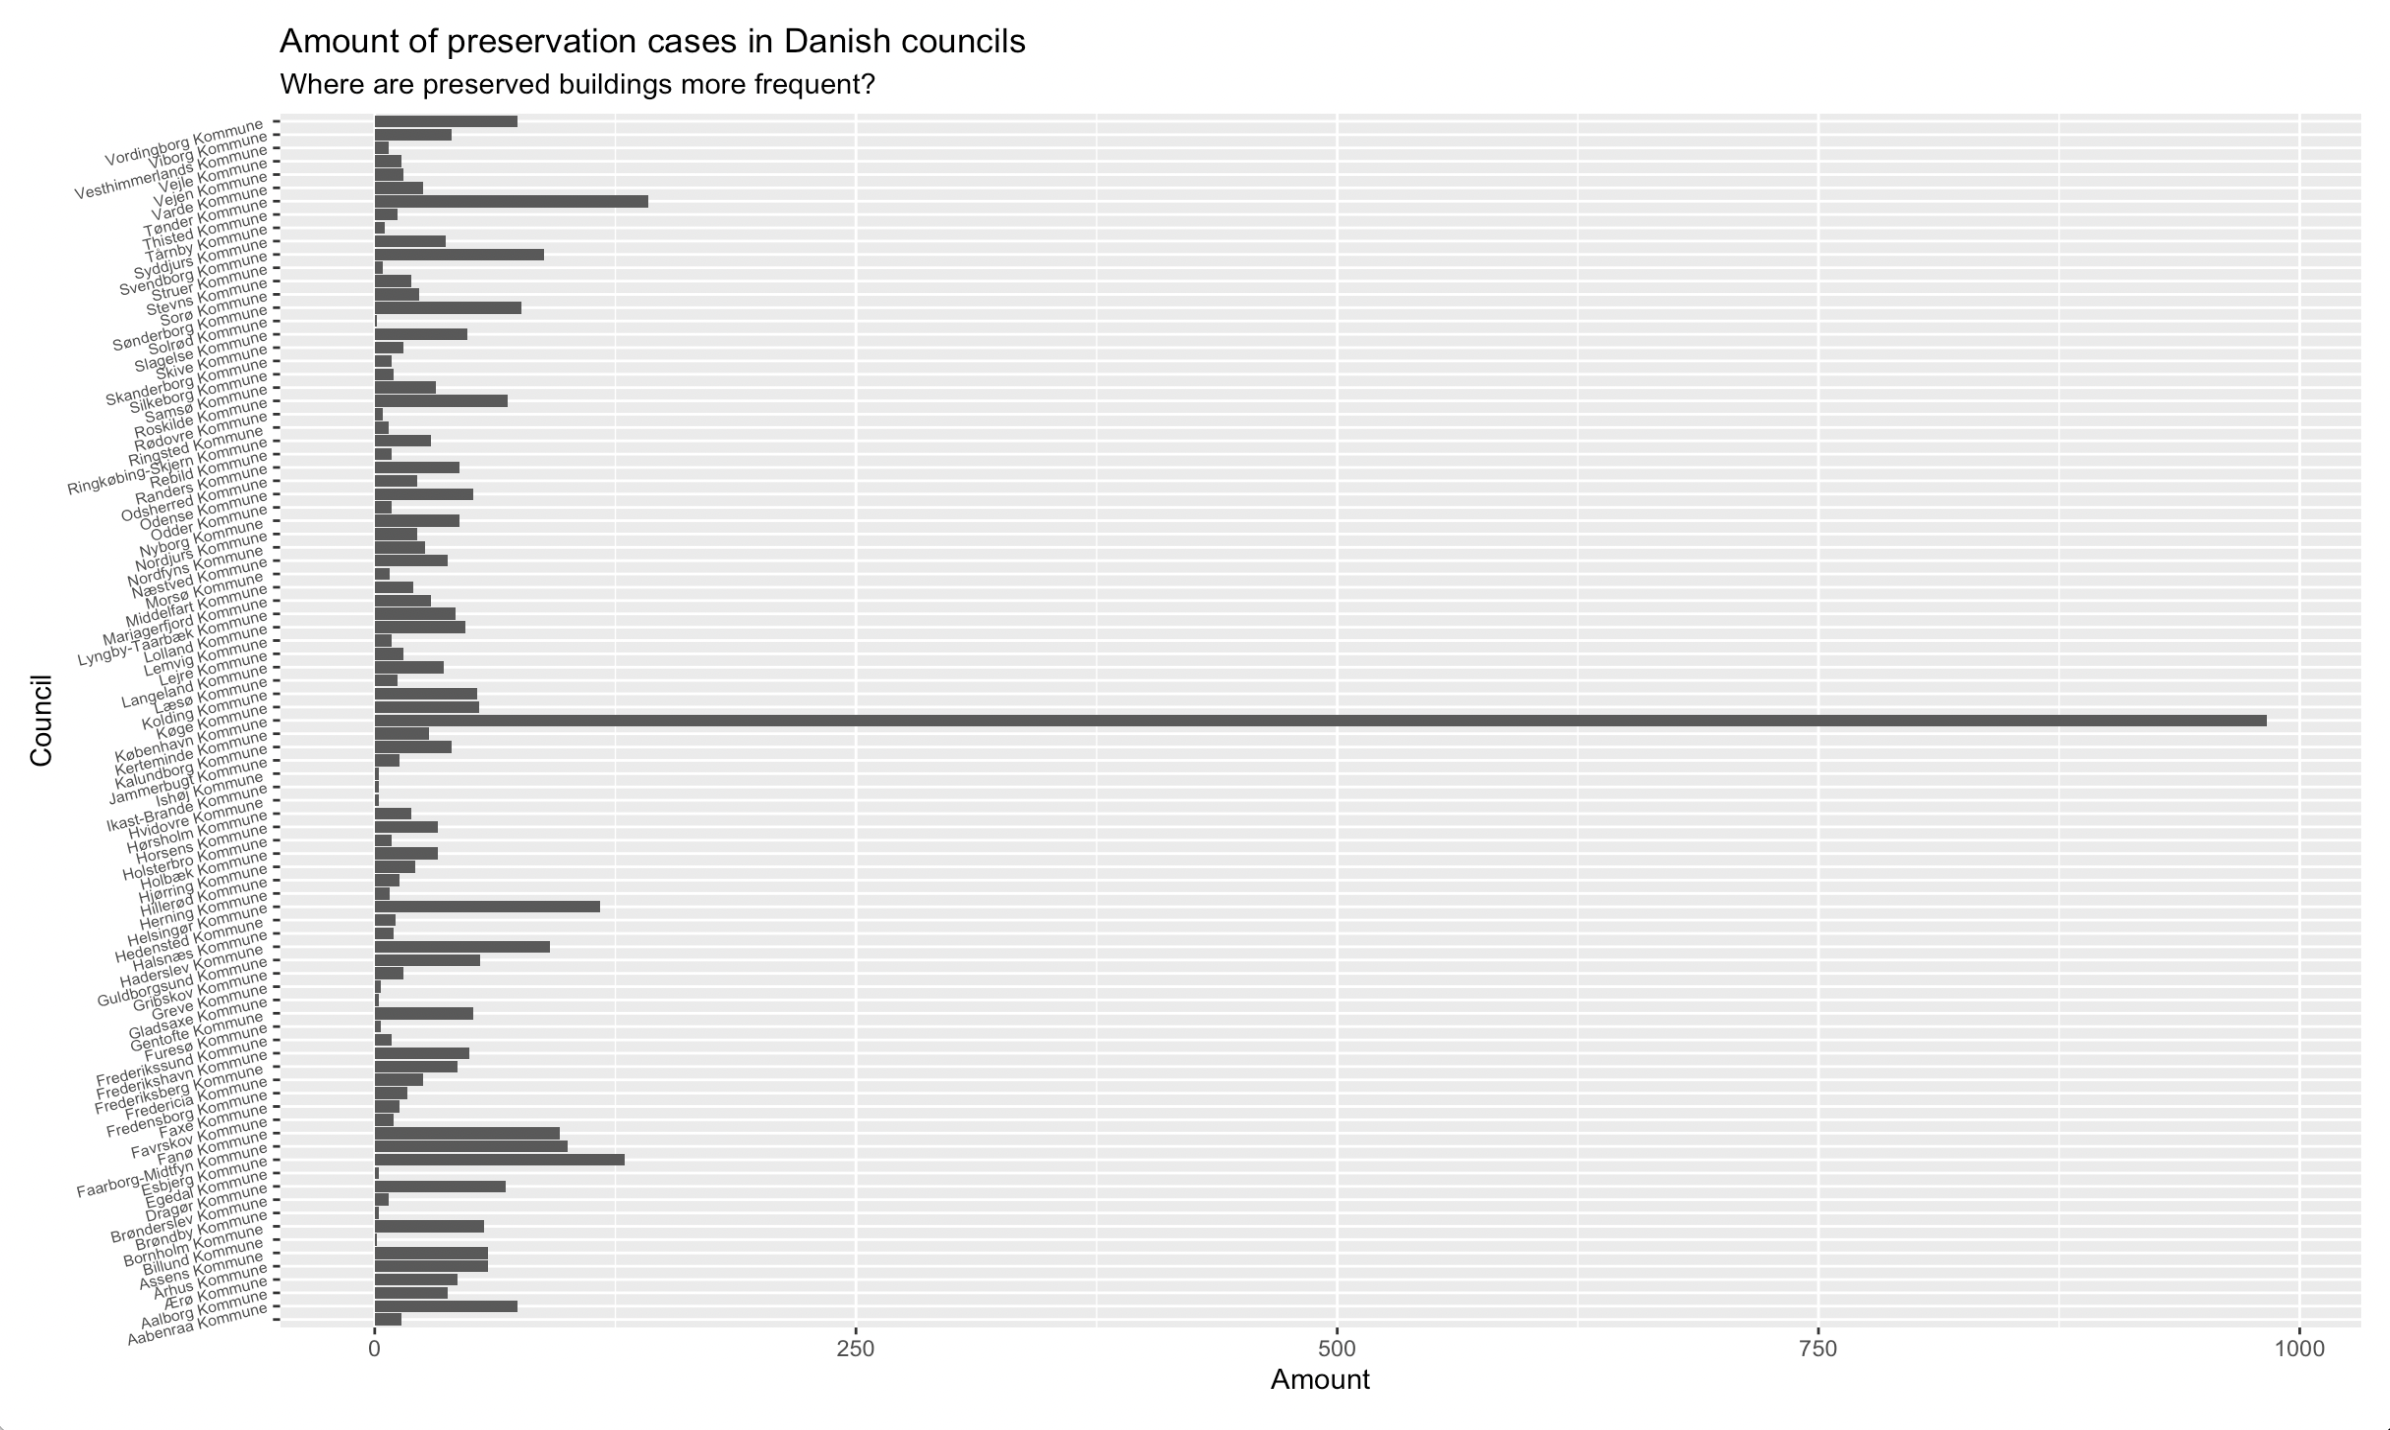 Amount of preservation cases in Danish councils
Where are preserved buildings more frequent?
Vordingborg Kommune
Viborg Kommune
Vesthimmerlands Kommune
Vejle Kommune
Vejen Kommune
Varde Kommune
Tønder Kommune
Thisted Kommune
Tårnby Kommune
Syddjurs Kommune
Svendborg Kommune
Struer Kommune
Stevns Kommune
Sorø Kommune
Sønderborg Kommune
Solrød Kommune
Slagelse Kommune
Skive Kommune
Skanderborg Kommune
Silkeborg Kommune
Samsø Kommune
Roskilde Kommune
Rødovre Kommune
Ringsted Kommune
Ringkøbing-Skjern Kommune
Rebild Kommune
Randers Kommune
Odsherred Kommune
Odense Kommune
Odder Kommune
Nyborg Kommune
Nordjurs Kommune
Nordfyns Kommune
Næstved Kommune
Morsø Kommune
Middelfart Kommune
Mariagerfjord Kommune
Lyngby-Taarbæk Kommune
Lolland Kommune
Lemvig Kommune
Lejre Kommune
Langeland Kommune
Læsø Kommune
Kolding Kommune
Køge Kommune
København Kommune
Kerteminde Kommune
Kalundborg Kommune
Jammerbugt Kommune
Ishøj Kommune
Ikast-Brande Kommune
Hvidovre Kommune
Hørsholm Kommune
Horsens Kommune
Holsterbro Kommune
Holbæk Kommune
Hjørring Kommune
Hillerød Kommune
Herning Kommune
Helsingør Kommune
Hedensted Kommune
Halsnæs Kommune
Haderslev Kommune
Guldborgsund Kommune
Gribskov Kommune
Greve Kommune
Gladsaxe Kommune
Gentofte Kommune
Furesø Kommune
Frederikssund Kommune
Frederikshavn Kommune
Frederiksberg Kommune
Fredericia Kommune
Fredensborg Kommune
Faxe Kommune
Favrskov Kommune
Fanø Kommune
Faarborg-Midtfyn Kommune
Esbjerg Kommune
Egedal Kommune
Dragør Kommune
Brønderslev Kommune
Brøndby Kommune
Bornholm Kommune
Billund Kommune
Assens Kommune
Århus Kommune
Ærø Kommune
Aalborg Kommune
Aabenraa Kommune
Council
0 250 500 750 1000
Amount